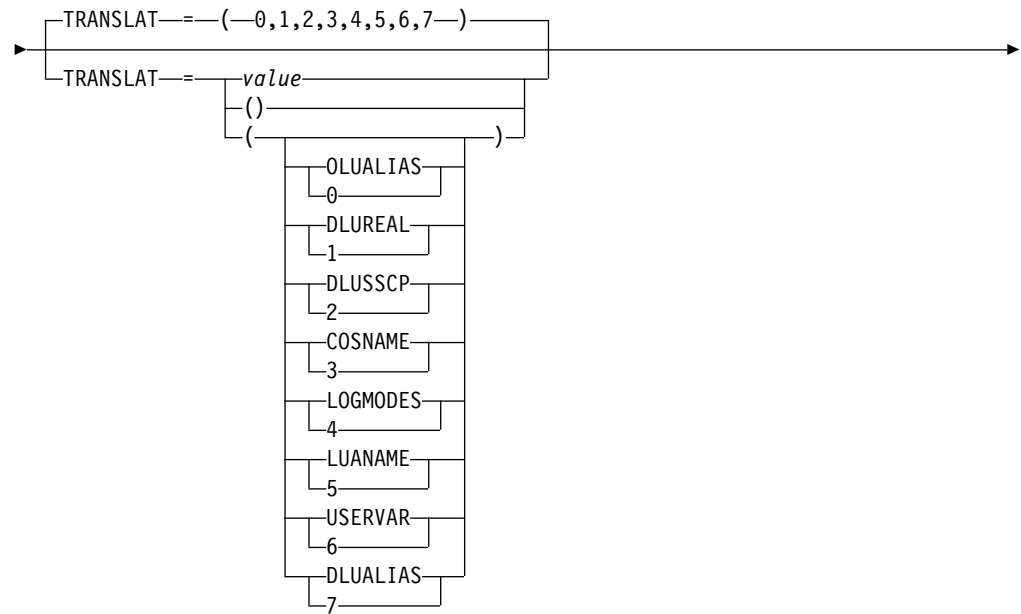 TRANSLAT = ( 0,1,2,3,4,5,6,7 )
TRANSLAT = value
()
( )
OLUALIAS
0
DLUREAL
1
DLUSSCP
2
COSNAME
3
LOGMODES
4
LUANAME
5
USERVAR
6
DLUALIAS
7